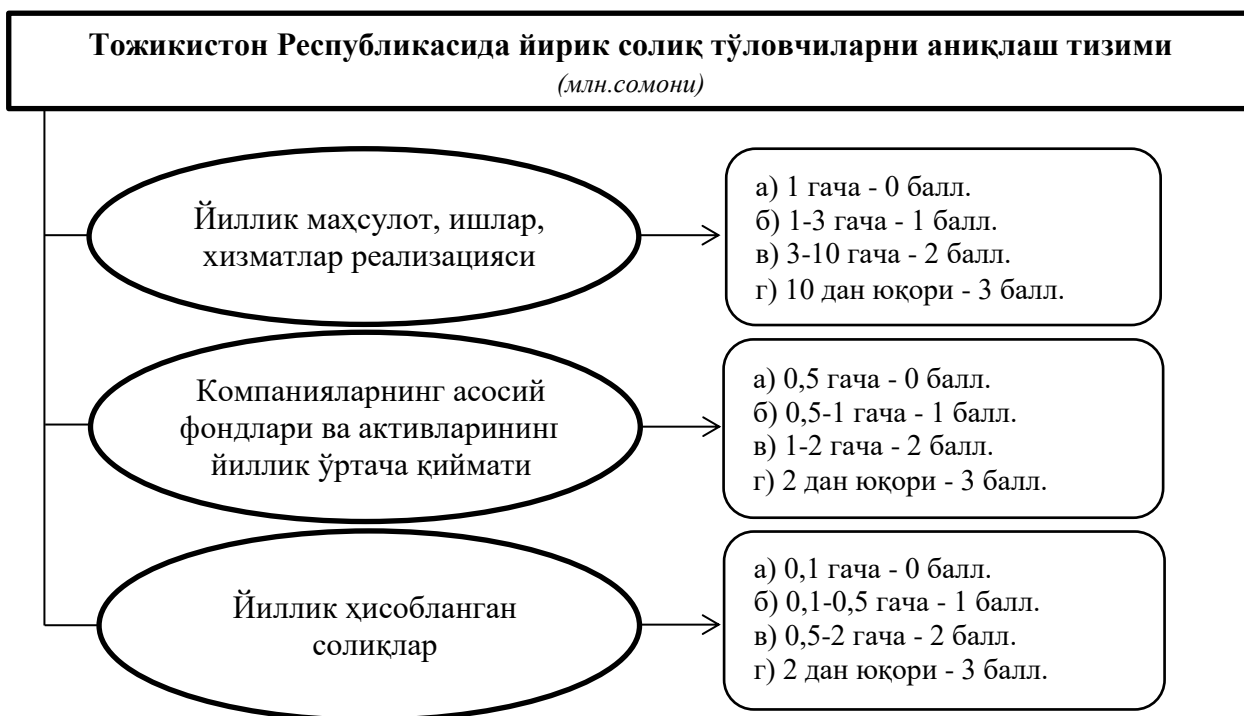 Тожикистон Республикасида йирик солиқ тўловчиларни аниқлаш тизими
(млн.сомони)
Йиллик маҳсулот, ишлар,
хизматлар реализацияси
а) 1 гача - 0 балл.
б) 1-3 гача - 1 балл.
в) 3-10 гача - 2 балл.
г) 10 дан юқори - 3 балл.
Компанияларнинг асосий
фондлари ва активларининг
йиллик ўртача қиймати
а) 0,5 гача - 0 балл.
б) 0,5-1 гача - 1 балл.
в) 1-2 гача - 2 балл.
г) 2 дан юқори - 3 балл.
Йиллик ҳисобланган
солиқлар
а) 0,1 гача - 0 балл.
б) 0,1-0,5 гача - 1 балл.
в) 0,5-2 гача - 2 балл.
г) 2 дан юқори - 3 балл.